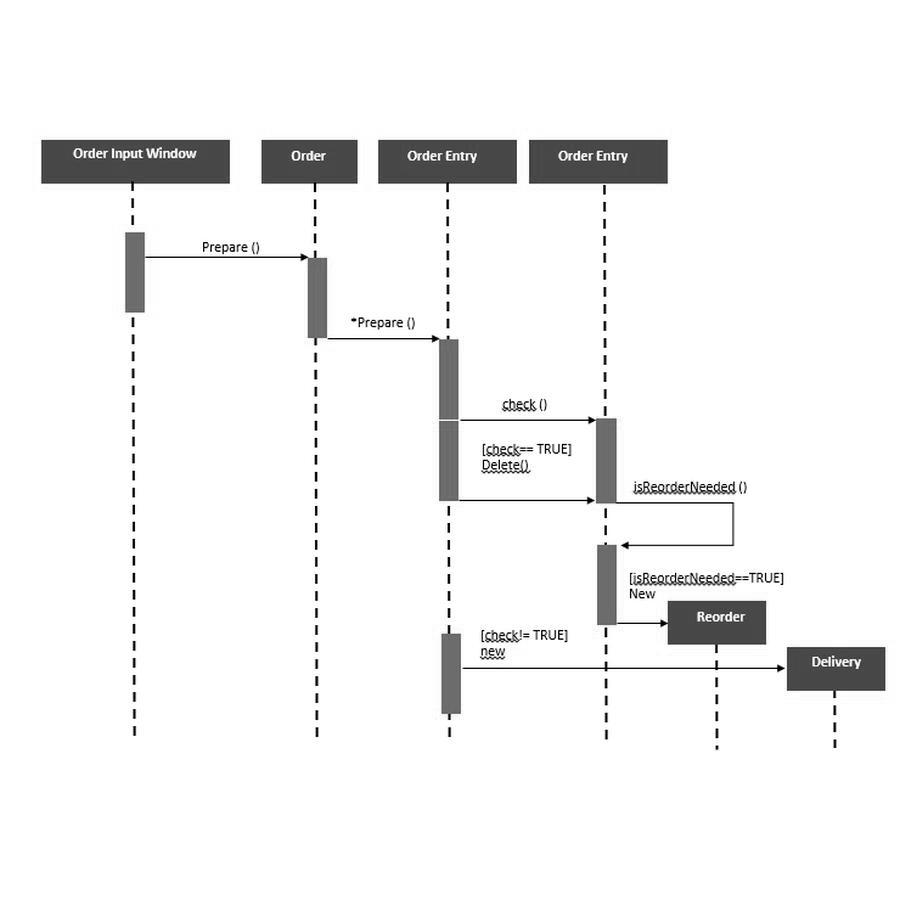 Order Input Window
Order
Order Entry
Order Entry
Prepare ()
*Prepare ()
check ()
[check== TRUE]
Delete()
isReorderNeeded ()
[isReorderNeeded==TRUE]
New
Reorder
[check!= TRUE]
new
Delivery